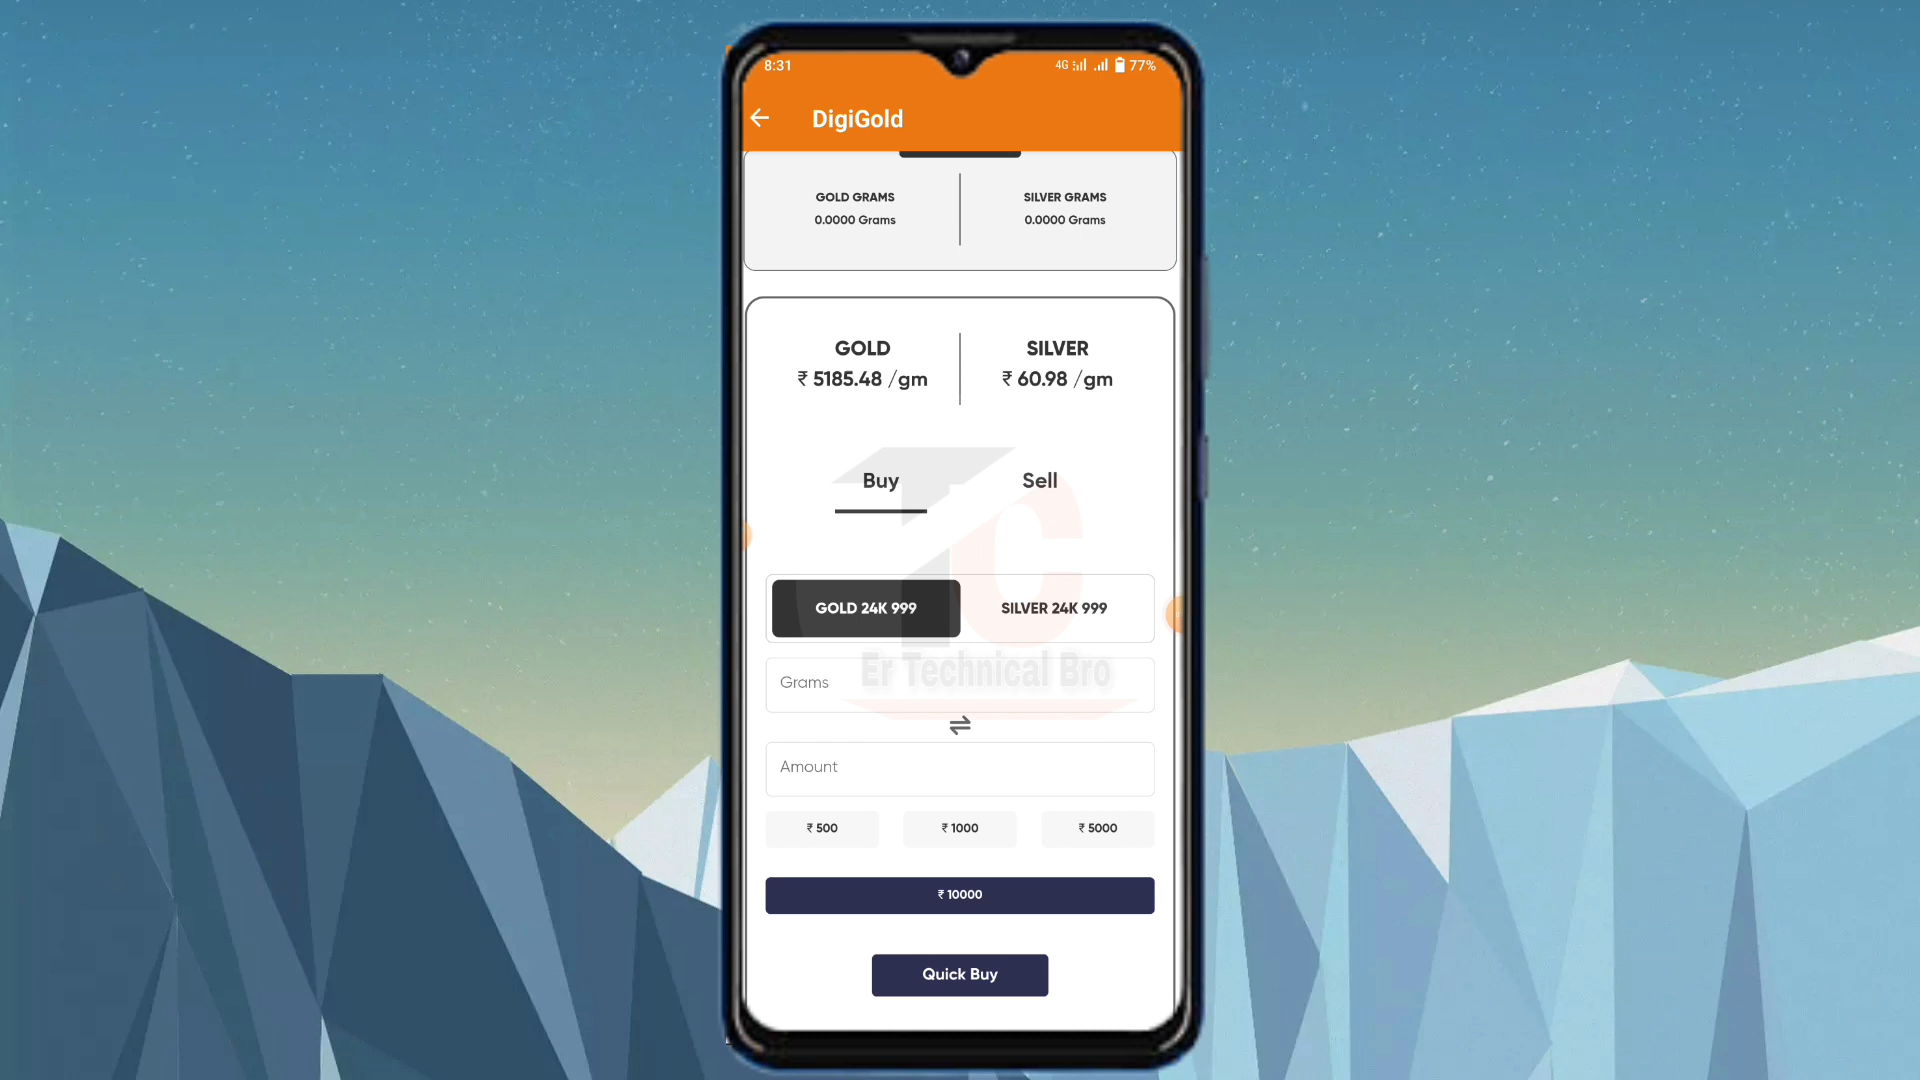 8:31 4G 77%
DigiGold
GOLD GRAMS SILVER GRAMS
0.0000 Grams 0.0000 Grams
GOLD SILVER
₹ 5185.48 /gm ₹ 60.98 /gm
Buy Sell
GOLD 24K 999 SILVER 24K 999
Er Technical Bro
Grams
Amount
₹ 500 ₹ 1000 ₹ 5000
₹ 10000
Quick Buy